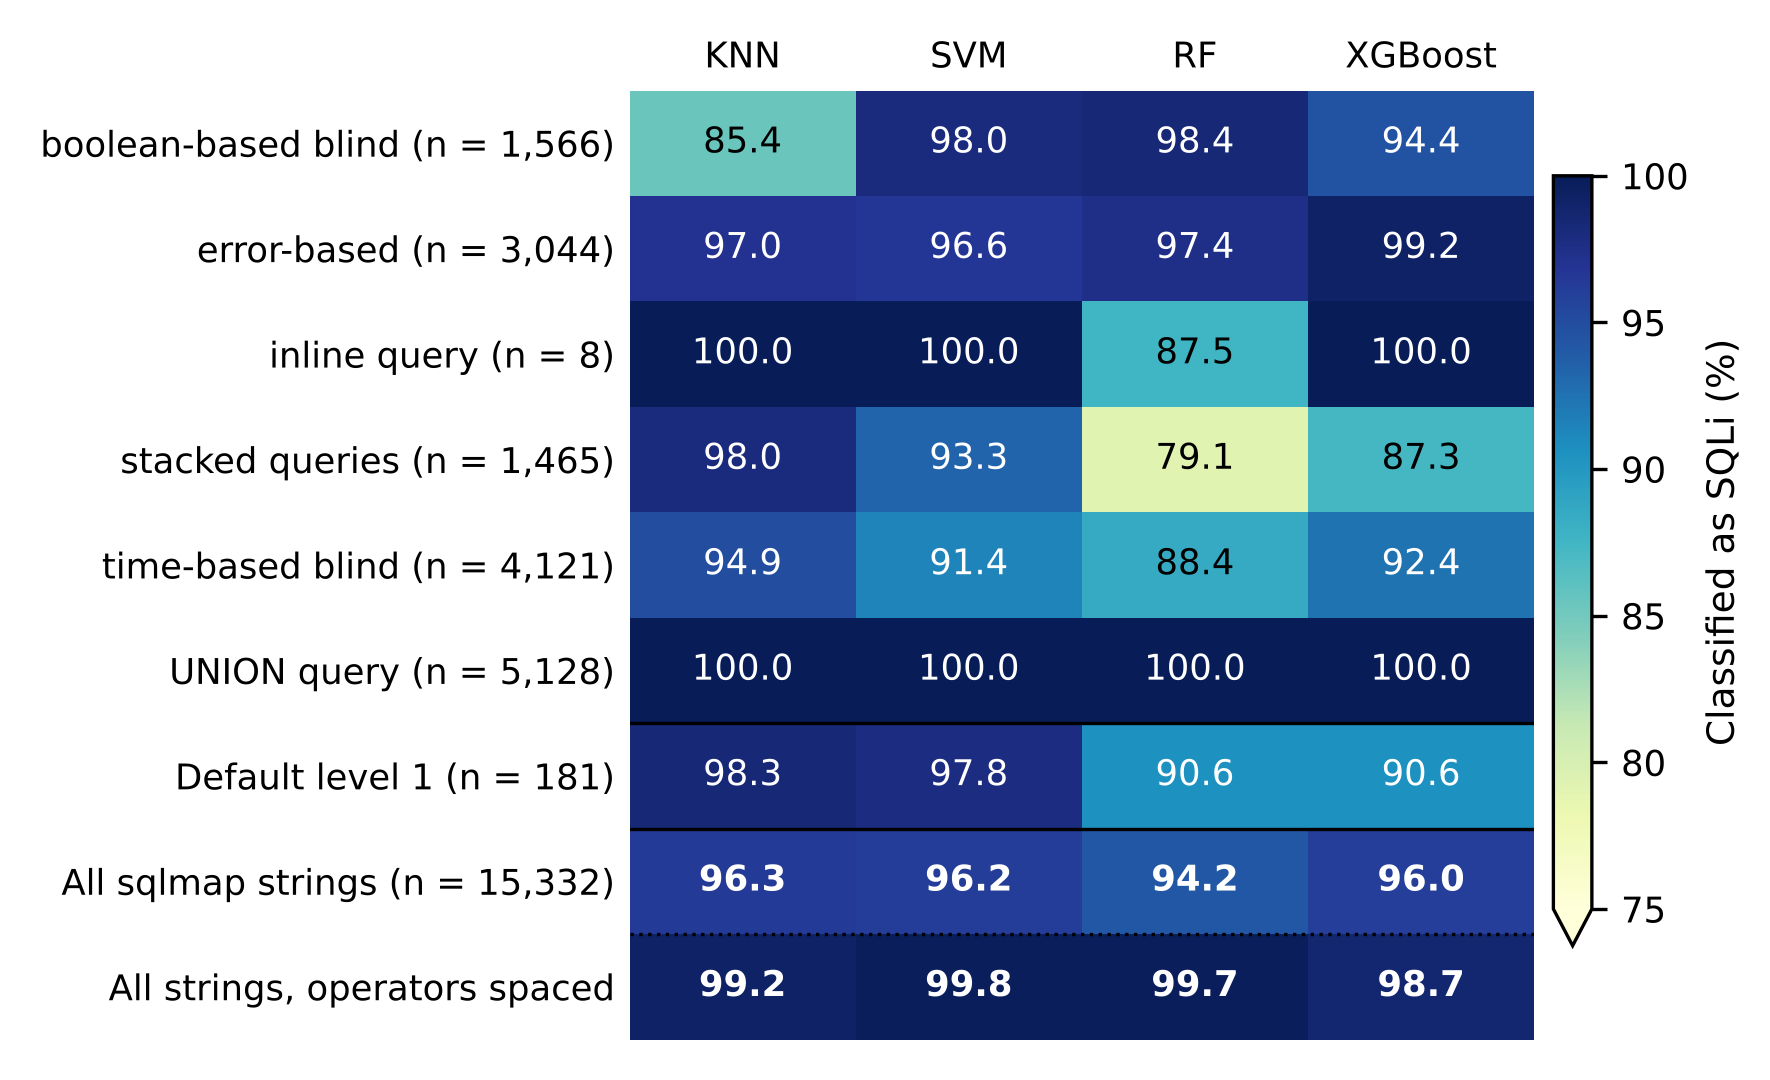 KNN SVM RF XGBoost
boolean-based blind (n = 1,566) 85.4 98.0 98.4 94.4
error-based (n = 3,044) 97.0 96.6 97.4 99.2
inline query (n = 8) 100.0 100.0 87.5 100.0
stacked queries (n = 1,465) 98.0 93.3 79.1 87.3
time-based blind (n = 4,121) 94.9 91.4 88.4 92.4
UNION query (n = 5,128) 100.0 100.0 100.0 100.0
Default level 1 (n = 181) 98.3 97.8 90.6 90.6
All sqlmap strings (n = 15,332) 96.3 96.2 94.2 96.0
All strings, operators spaced 99.2 99.8 99.7 98.7
100
95
90
85
80
75
Classified as SQLi (%)